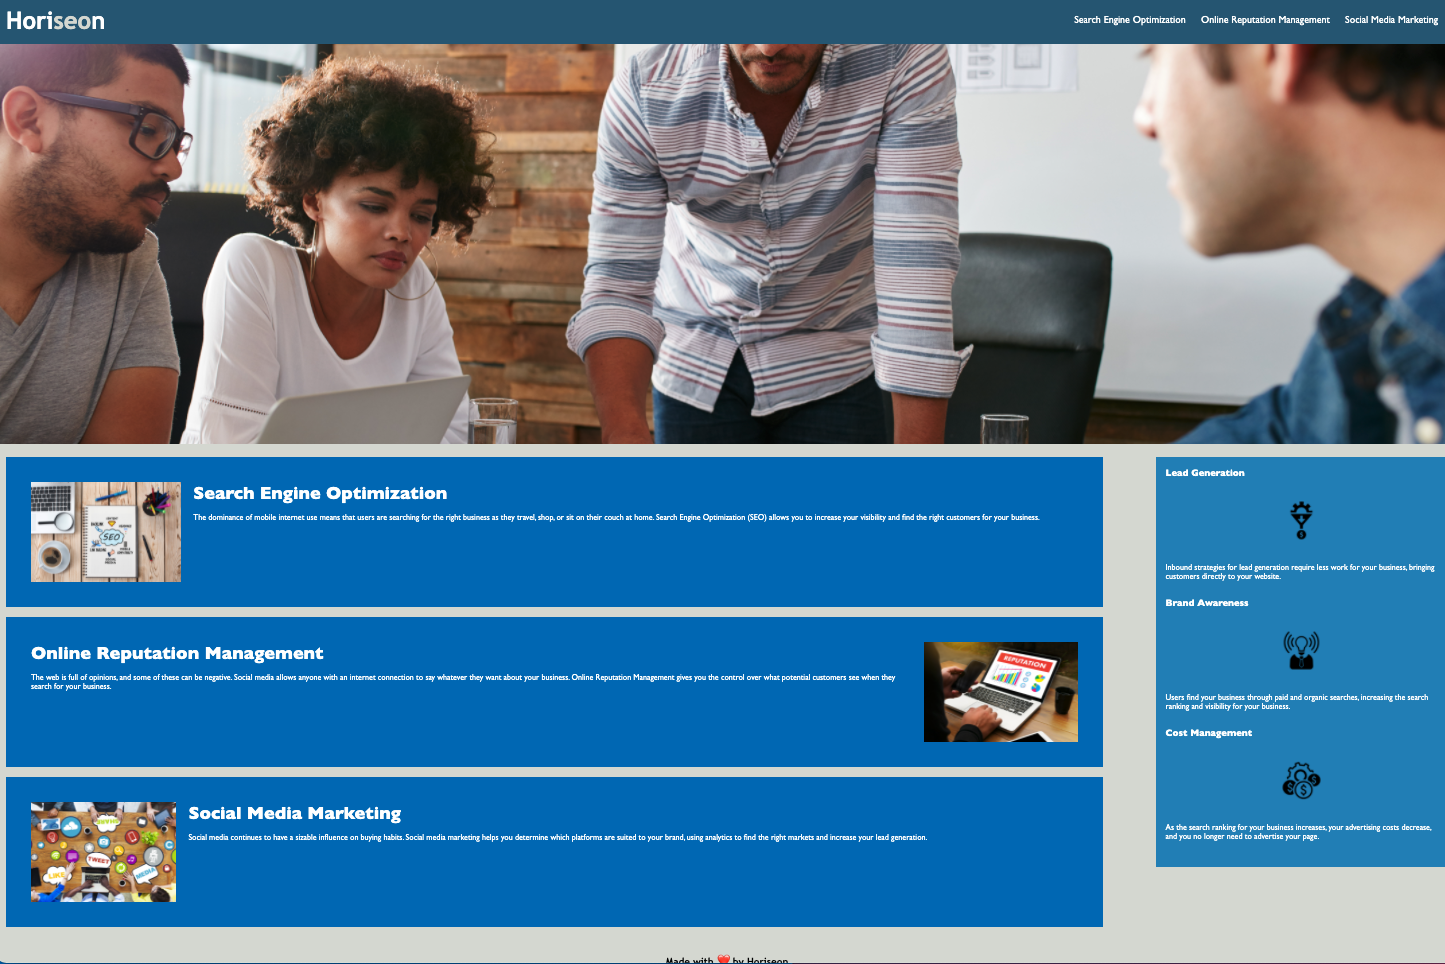 Horiseon
Search Engine Optimization
Online Reputation Management
Social Media Marketing
SEO
Search Engine Optimization
The dominance of mobile internet use means that users are searching for the right business as they travel, shop, or sit on their couch at home. Search Engine Optimization (SEO) allows you to increase your visibility and find the right customers for your business.
Online Reputation Management
The web is full of opinions, and some of these can be negative. Social media allows anyone with an internet connection to say whatever they want about your business. Online Reputation Management gives you the control over what potential customers see when they
search for your business.
REPUTATION
TWEET
LIKE
MEDIA
Social Media Marketing
Social media continues to have a sizable influence on buying habits. Social media marketing helps you determine which platforms are suited to your brand, using analytics to find the right markets and increase your lead generation.
Lead Generation
Inbound strategies for lead generation require less work for your business, bringing
customers directly to your website.
Brand Awareness
Users find your business through paid and organic searches, increasing the search
ranking and visibility for your business.
Cost Management
As the search ranking for your business increases, your advertising costs decrease,
and you no longer need to advertise your page.
Made with ❤️ by Horiseon